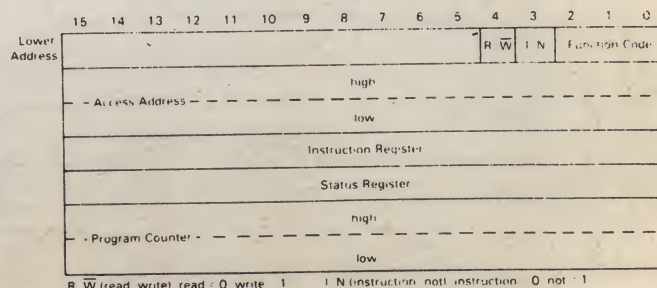 15 14 13 12 11 10 9 8 7 6 5 4 3 2 1 0
Lower
Address
R W̅ I N Function Code
high
Access Address
low
Instruction Register
Status Register
high
Program Counter
low
R W̅ (read write) read : 0 write 1 I N (instruction not) instruction 0 not : 1